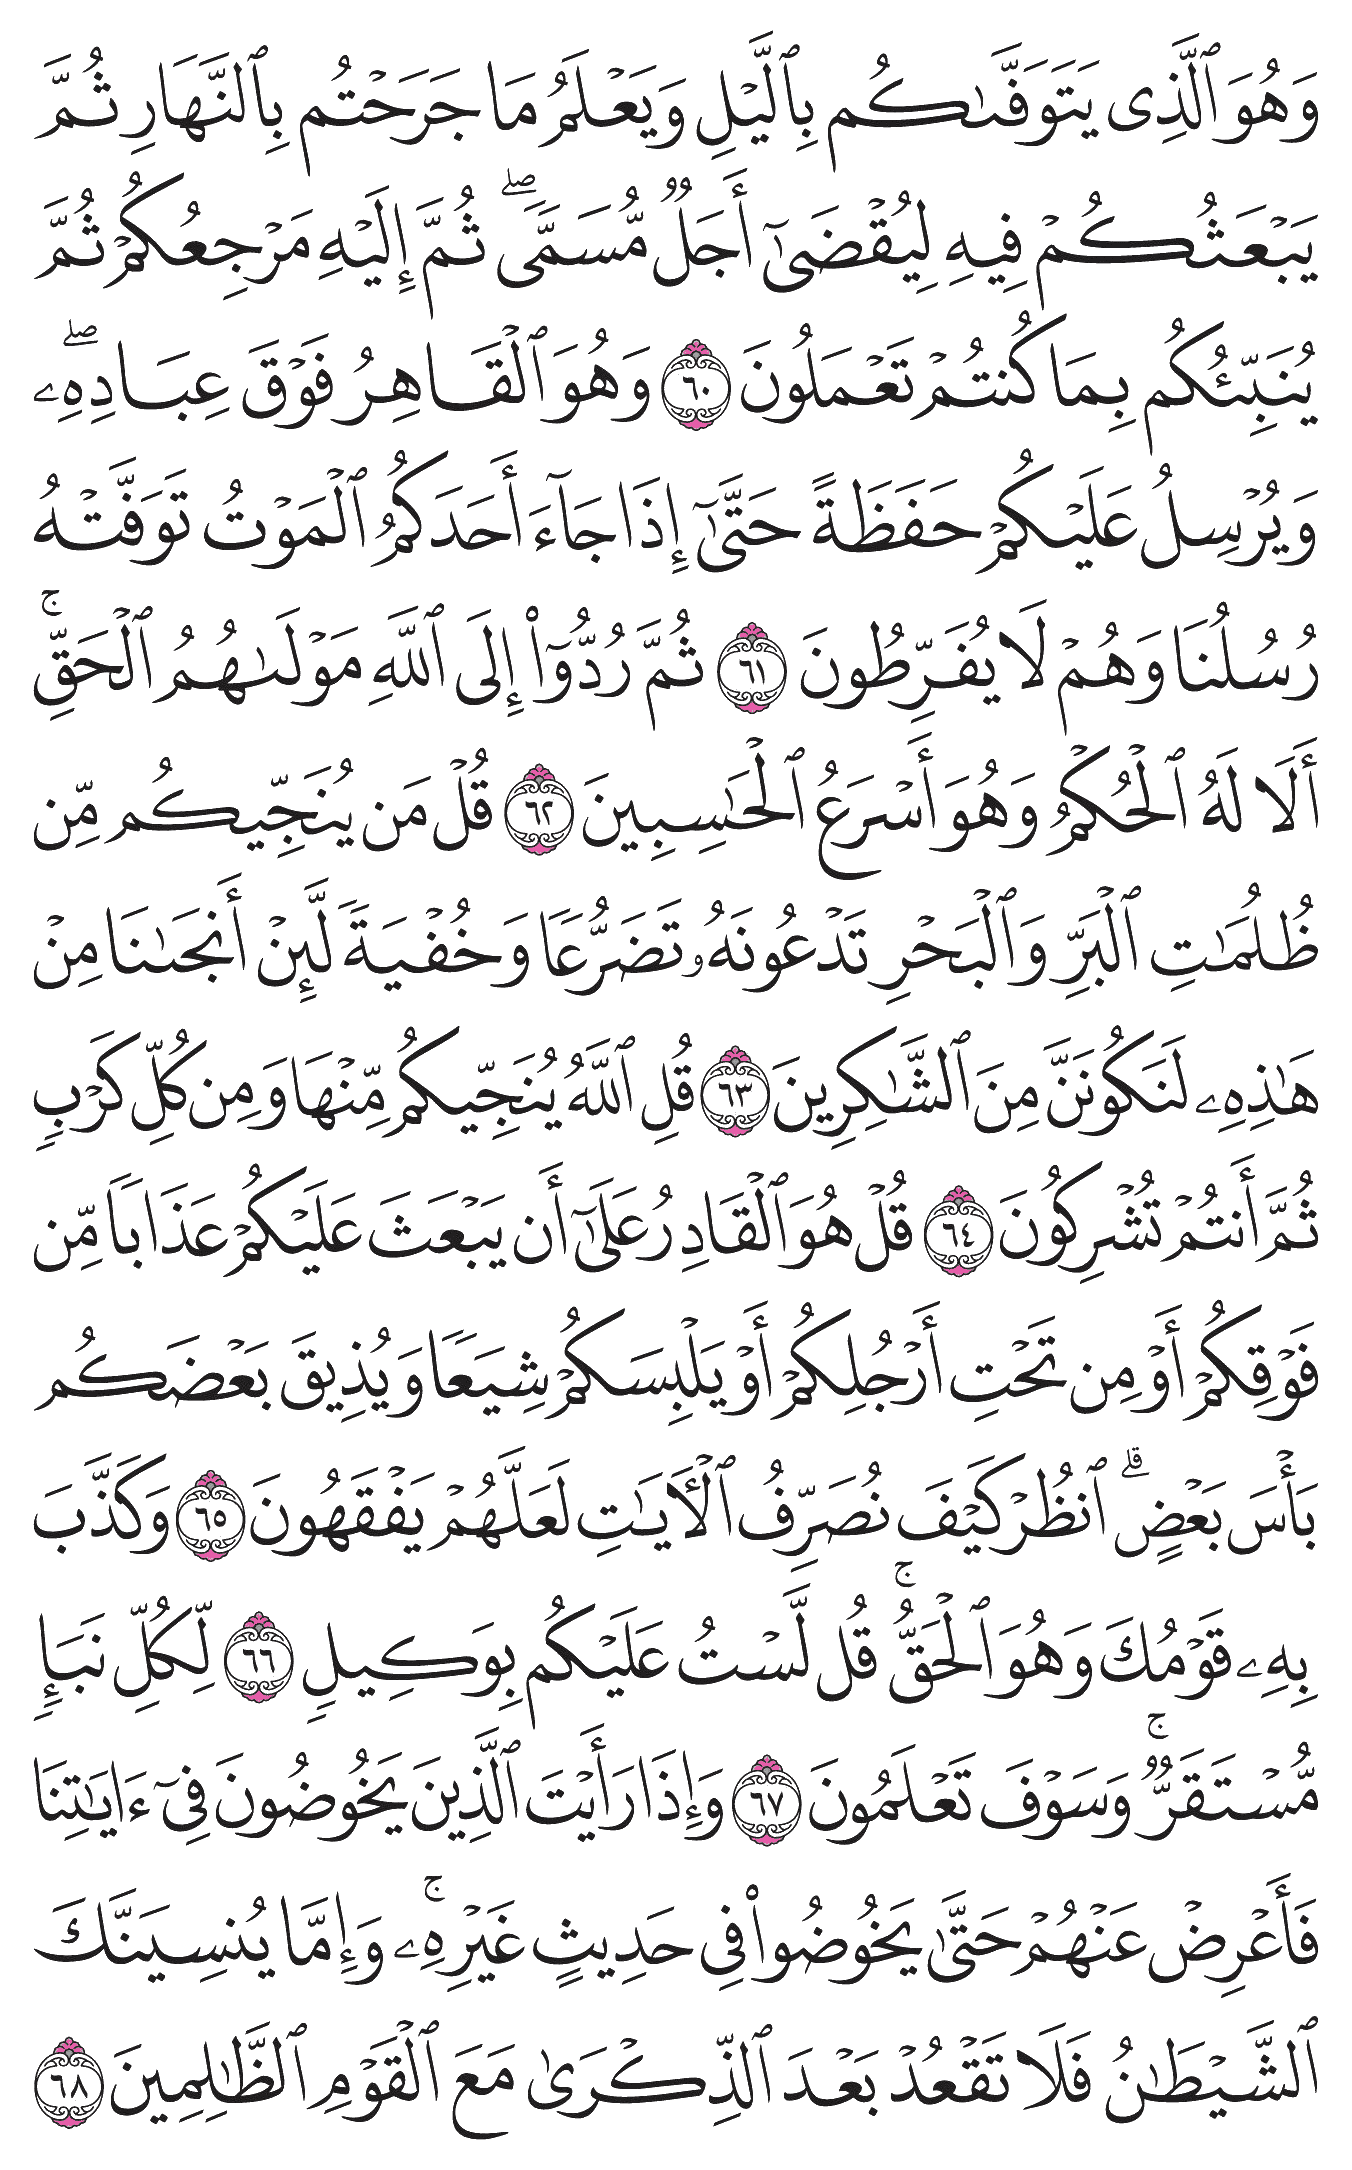 وَهُوَ ٱلَّذِى يَتَوَفَّىٰكُم بِٱلَّيْلِ وَيَعْلَمُ مَا جَرَحْتُم بِٱلنَّهَارِ ثُمَّ
يَبْعَثُكُمْ فِيهِ لِيُقْضَىٰٓ أَجَلٌ مُّسَمًّى ۖ ثُمَّ إِلَيْهِ مَرْجِعُكُمْ ثُمَّ
يُنَبِّئُكُم بِمَا كُنتُمْ تَعْمَلُونَ ٦٠ وَهُوَ ٱلْقَاهِرُ فَوْقَ عِبَادِهِۦ ۖ
وَيُرْسِلُ عَلَيْكُمْ حَفَظَةً حَتَّىٰٓ إِذَا جَآءَ أَحَدَكُمُ ٱلْمَوْتُ تَوَفَّتْهُ
رُسُلُنَا وَهُمْ لَا يُفَرِّطُونَ ٦١ ثُمَّ رُدُّوٓا۟ إِلَى ٱللَّهِ مَوْلَىٰهُمُ ٱلْحَقِّ ۚ
أَلَا لَهُ ٱلْحُكْمُ وَهُوَ أَسْرَعُ ٱلْحَٰسِبِينَ ٦٢ قُلْ مَن يُنَجِّيكُم مِّن
ظُلُمَٰتِ ٱلْبَرِّ وَٱلْبَحْرِ تَدْعُونَهُۥ تَضَرُّعًا وَخُفْيَةً لَّئِنْ أَنجَىٰنَا مِنْ
هَٰذِهِۦ لَنَكُونَنَّ مِنَ ٱلشَّٰكِرِينَ ٦٣ قُلِ ٱللَّهُ يُنَجِّيكُم مِّنْهَا وَمِن كُلِّ كَرْبٍ
ثُمَّ أَنتُمْ تُشْرِكُونَ ٦٤ قُلْ هُوَ ٱلْقَادِرُ عَلَىٰٓ أَن يَبْعَثَ عَلَيْكُمْ عَذَابًا مِّن
فَوْقِكُمْ أَوْ مِن تَحْتِ أَرْجُلِكُمْ أَوْ يَلْبِسَكُمْ شِيَعًا وَيُذِيقَ بَعْضَكُم
بَأْسَ بَعْضٍ ۗ ٱنظُرْ كَيْفَ نُصَرِّفُ ٱلْءَايَٰتِ لَعَلَّهُمْ يَفْقَهُونَ ٦٥ وَكَذَّبَ
بِهِۦ قَوْمُكَ وَهُوَ ٱلْحَقُّ ۚ قُل لَّسْتُ عَلَيْكُم بِوَكِيلٍ ٦٦ لِّكُلِّ نَبَإٍ
مُّسْتَقَرٌّ ۚ وَسَوْفَ تَعْلَمُونَ ٦٧ وَإِذَا رَأَيْتَ ٱلَّذِينَ يَخُوضُونَ فِىٓ ءَايَٰتِنَا
فَأَعْرِضْ عَنْهُمْ حَتَّىٰ يَخُوضُوا۟ فِى حَدِيثٍ غَيْرِهِۦ ۚ وَإِمَّا يُنسِيَنَّكَ
ٱلشَّيْطَٰنُ فَلَا تَقْعُدْ بَعْدَ ٱلذِّكْرَىٰ مَعَ ٱلْقَوْمِ ٱلظَّٰلِمِينَ ٦٨